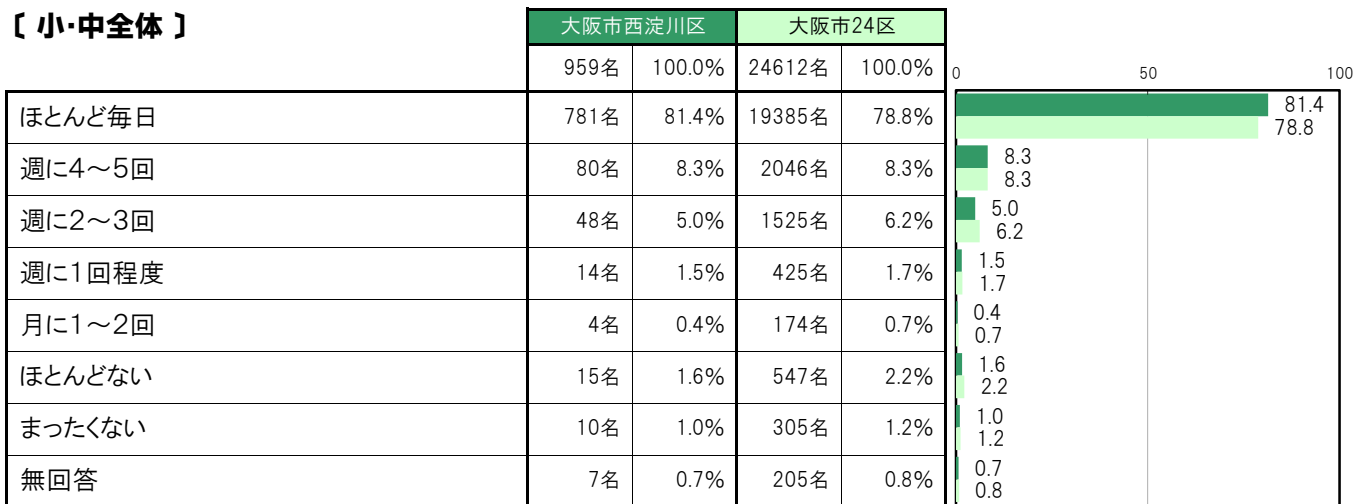 〔 小・中全体 〕
大阪市西淀川区 大阪市24区
959名 100.0% 24612名 100.0%
0 50 100
ほとんど毎日 781名 81.4% 19385名 78.8% 81.4
78.8
週に4～5回 80名 8.3% 2046名 8.3% 8.3
8.3
週に2～3回 48名 5.0% 1525名 6.2% 5.0
6.2
週に1回程度 14名 1.5% 425名 1.7% 1.5
1.7
月に1～2回 4名 0.4% 174名 0.7% 0.4
0.7
ほとんどない 15名 1.6% 547名 2.2% 1.6
2.2
まったくない 10名 1.0% 305名 1.2% 1.0
1.2
無回答 7名 0.7% 205名 0.8% 0.7
0.8